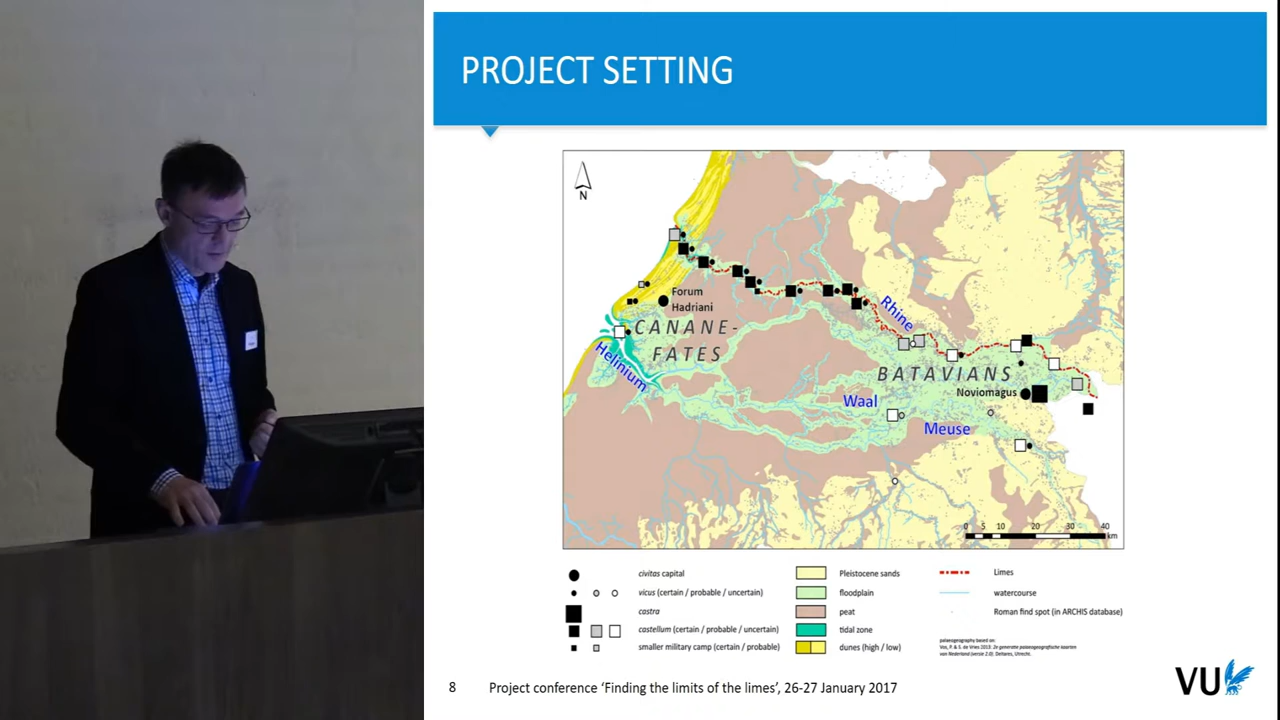 PROJECT SETTING
N
Forum
Hadriani
CANANE-
FATES
Helinium
Rhine
BATAVIANS
Noviomagus
Waal
Meuse
0 5 10 20 30 40
km
civitas capital
vicus (certain / probable / uncertain)
castra
castellum (certain / probable / uncertain)
smaller military camp (certain / probable)
Pleistocene sands
floodplain
peat
tidal zone
dunes (high / low)
Limes
watercourse
Roman find spot (in ARCHIS database)
palaeogeography based on:
Vos, P. & S. de Vries 2013: 2e generatie palaeogeografische kaarten
van Nederland (versie 2.0). Deltares, Utrecht.
8 Project conference ‘Finding the limits of the limes’, 26-27 January 2017
VU